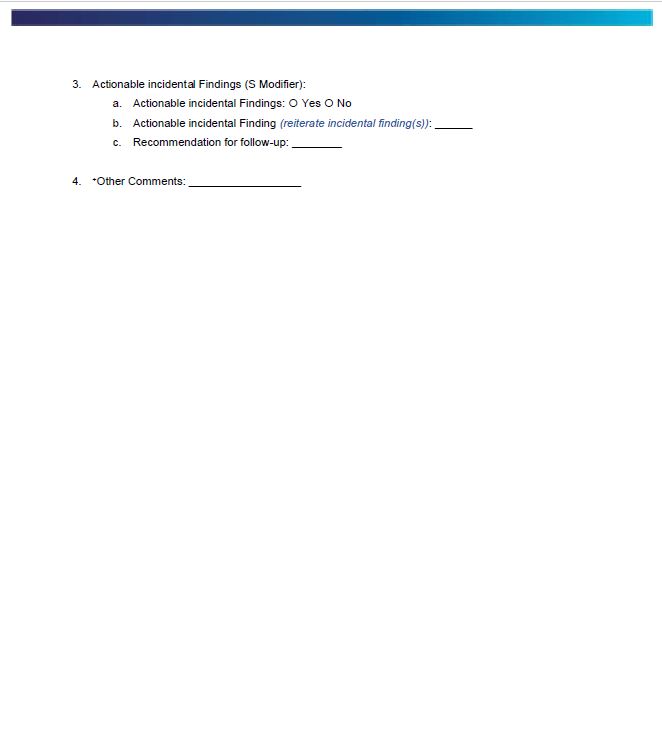 3. Actionable incidental Findings (S Modifier):
a. Actionable incidental Findings: O Yes O No
b. Actionable incidental Finding (reiterate incidental finding(s)): ______
c. Recommendation for follow-up: ________
4. *Other Comments: __________________